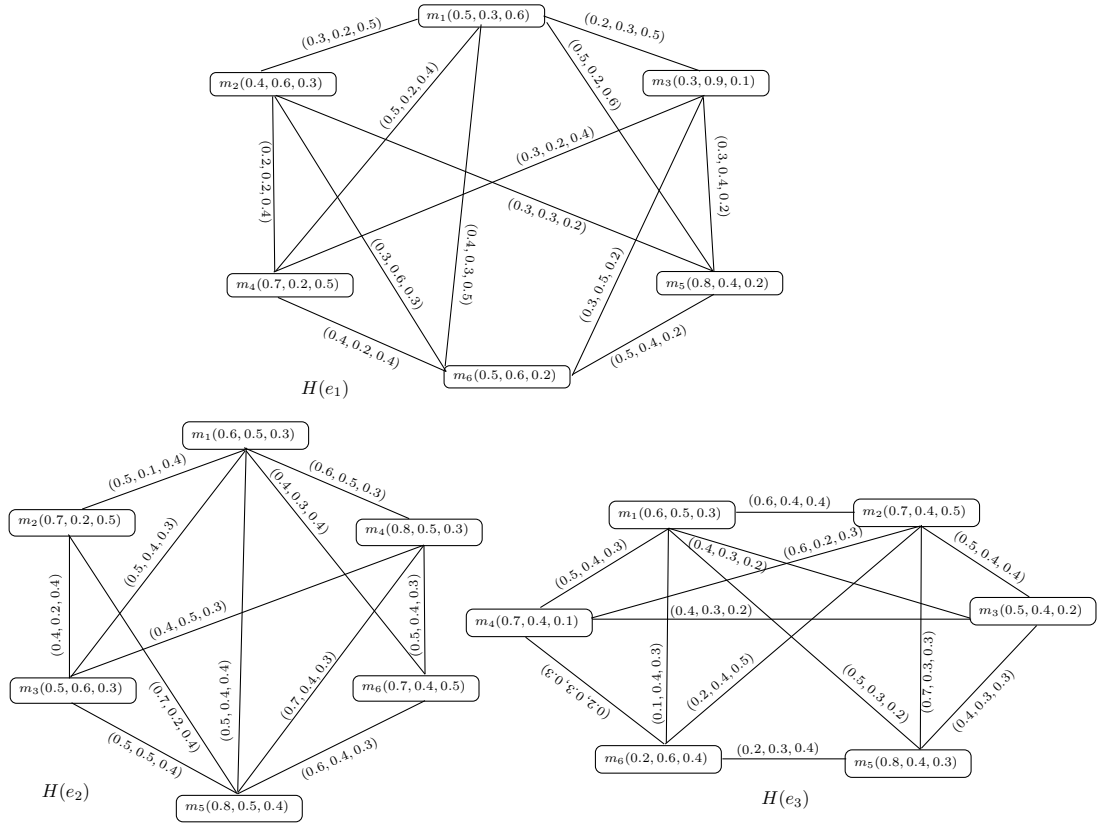 m₁(0.5, 0.3, 0.6)
(0.3, 0.2, 0.5)
(0.2, 0.3, 0.5)
m₂(0.4, 0.6, 0.3)
m₃(0.3, 0.9, 0.1)
(0.5, 0.2, 0.4)
(0.5, 0.2, 0.6)
(0.2, 0.2, 0.4)
(0.3, 0.2, 0.4)
(0.3, 0.4, 0.2)
(0.3, 0.3, 0.2)
(0.3, 0.6, 0.3)
(0.4, 0.3, 0.5)
(0.3, 0.5, 0.2)
m₄(0.7, 0.2, 0.5)
m₅(0.8, 0.4, 0.2)
(0.4, 0.2, 0.4)
(0.5, 0.4, 0.2)
m₆(0.5, 0.6, 0.2)
H(e₁)
m₁(0.6, 0.5, 0.3)
(0.5, 0.1, 0.4)
(0.6, 0.5, 0.3)
(0.4, 0.3, 0.4)
m₂(0.7, 0.2, 0.5)
m₄(0.8, 0.5, 0.3)
(0.5, 0.4, 0.3)
(0.4, 0.2, 0.4)
(0.4, 0.5, 0.3)
(0.5, 0.4, 0.3)
m₃(0.5, 0.6, 0.3)
m₆(0.7, 0.4, 0.5)
(0.7, 0.2, 0.4)
(0.5, 0.4, 0.4)
(0.7, 0.4, 0.3)
(0.5, 0.5, 0.4)
(0.6, 0.4, 0.3)
H(e₂)
m₅(0.8, 0.5, 0.4)
(0.6, 0.4, 0.4)
m₁(0.6, 0.5, 0.3)
m₂(0.7, 0.4, 0.5)
(0.5, 0.4, 0.3)
(0.4, 0.3, 0.2)
(0.6, 0.2, 0.3)
(0.5, 0.4, 0.4)
m₄(0.7, 0.4, 0.1)
(0.4, 0.3, 0.2)
m₃(0.5, 0.4, 0.2)
(0.2, 0.3, 0.3)
(0.1, 0.4, 0.3)
(0.2, 0.4, 0.5)
(0.5, 0.3, 0.2)
(0.7, 0.3, 0.3)
(0.4, 0.3, 0.3)
m₆(0.2, 0.6, 0.4)
(0.2, 0.3, 0.4)
m₅(0.8, 0.4, 0.3)
H(e₃)